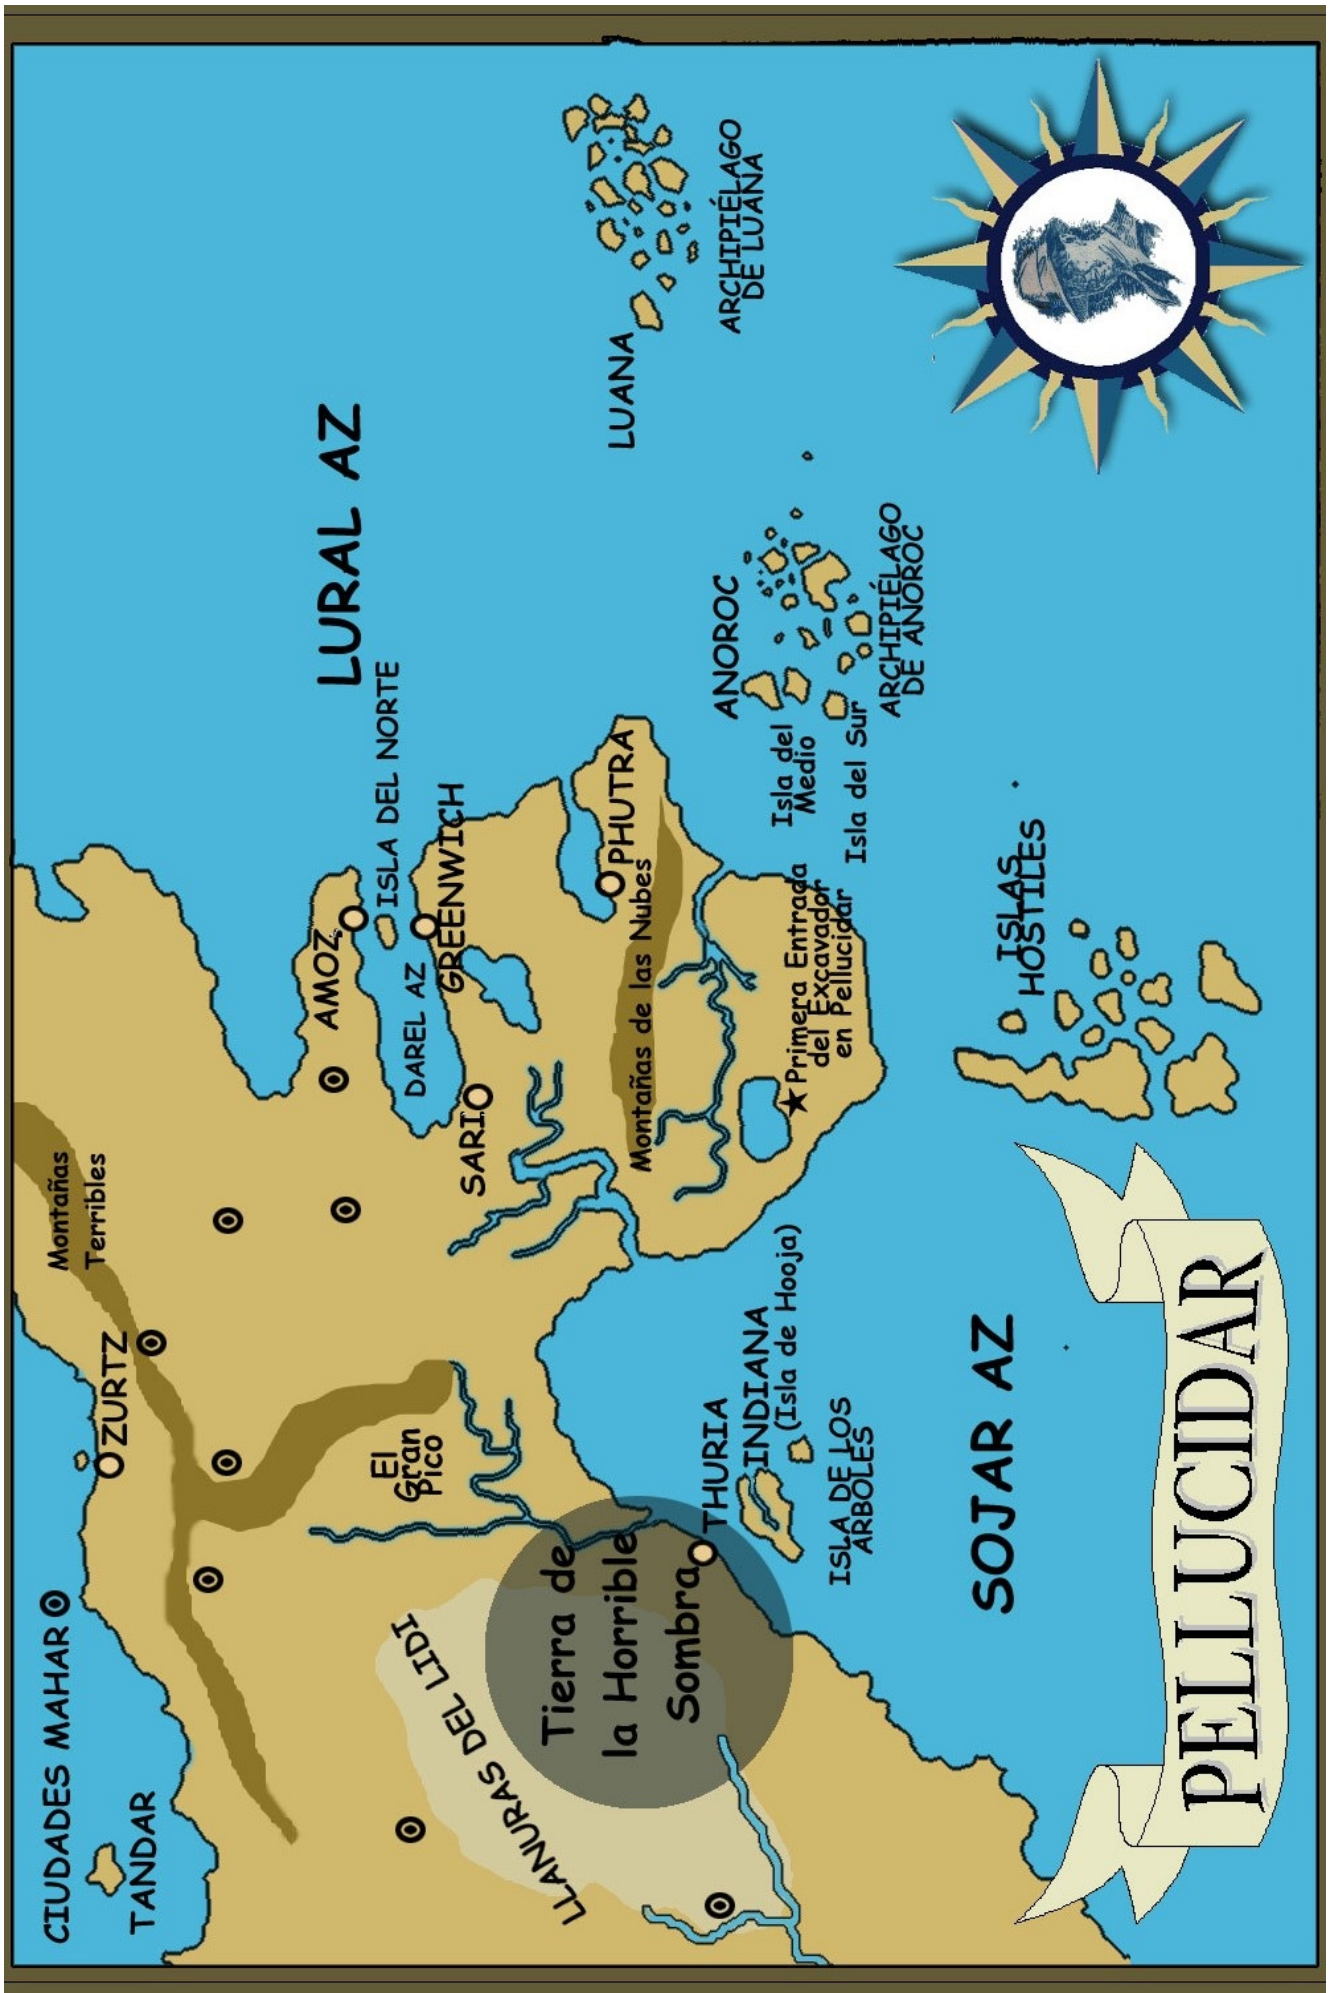 CIUDADES MAHAR
TANDAR
OZURTZ
Montañas
Terribles
AMOZ
LURAL AZ
ISLA DEL NORTE
DAREL AZ
GREENWICH
SARI
El
Gran
Pico
LLANURAS DEL LIDI
Tierra de
la Horrible
Sombra
THURIA
INDIANA
(Isla de Hooja)
ISLA DE LOS
ÁRBOLES
Montañas de las Nubes
PHUTRA
Primera Entrada
del Excavador
en Pellucidar
LUANA
ARCHIPIÉLAGO
DE LUANA
ANOROC
Isla del
Medio
Isla del Sur
ARCHIPIÉLAGO
DE ANOROC
ISLAS
HOSTILES
SOJAR AZ
PELLUCIDAR